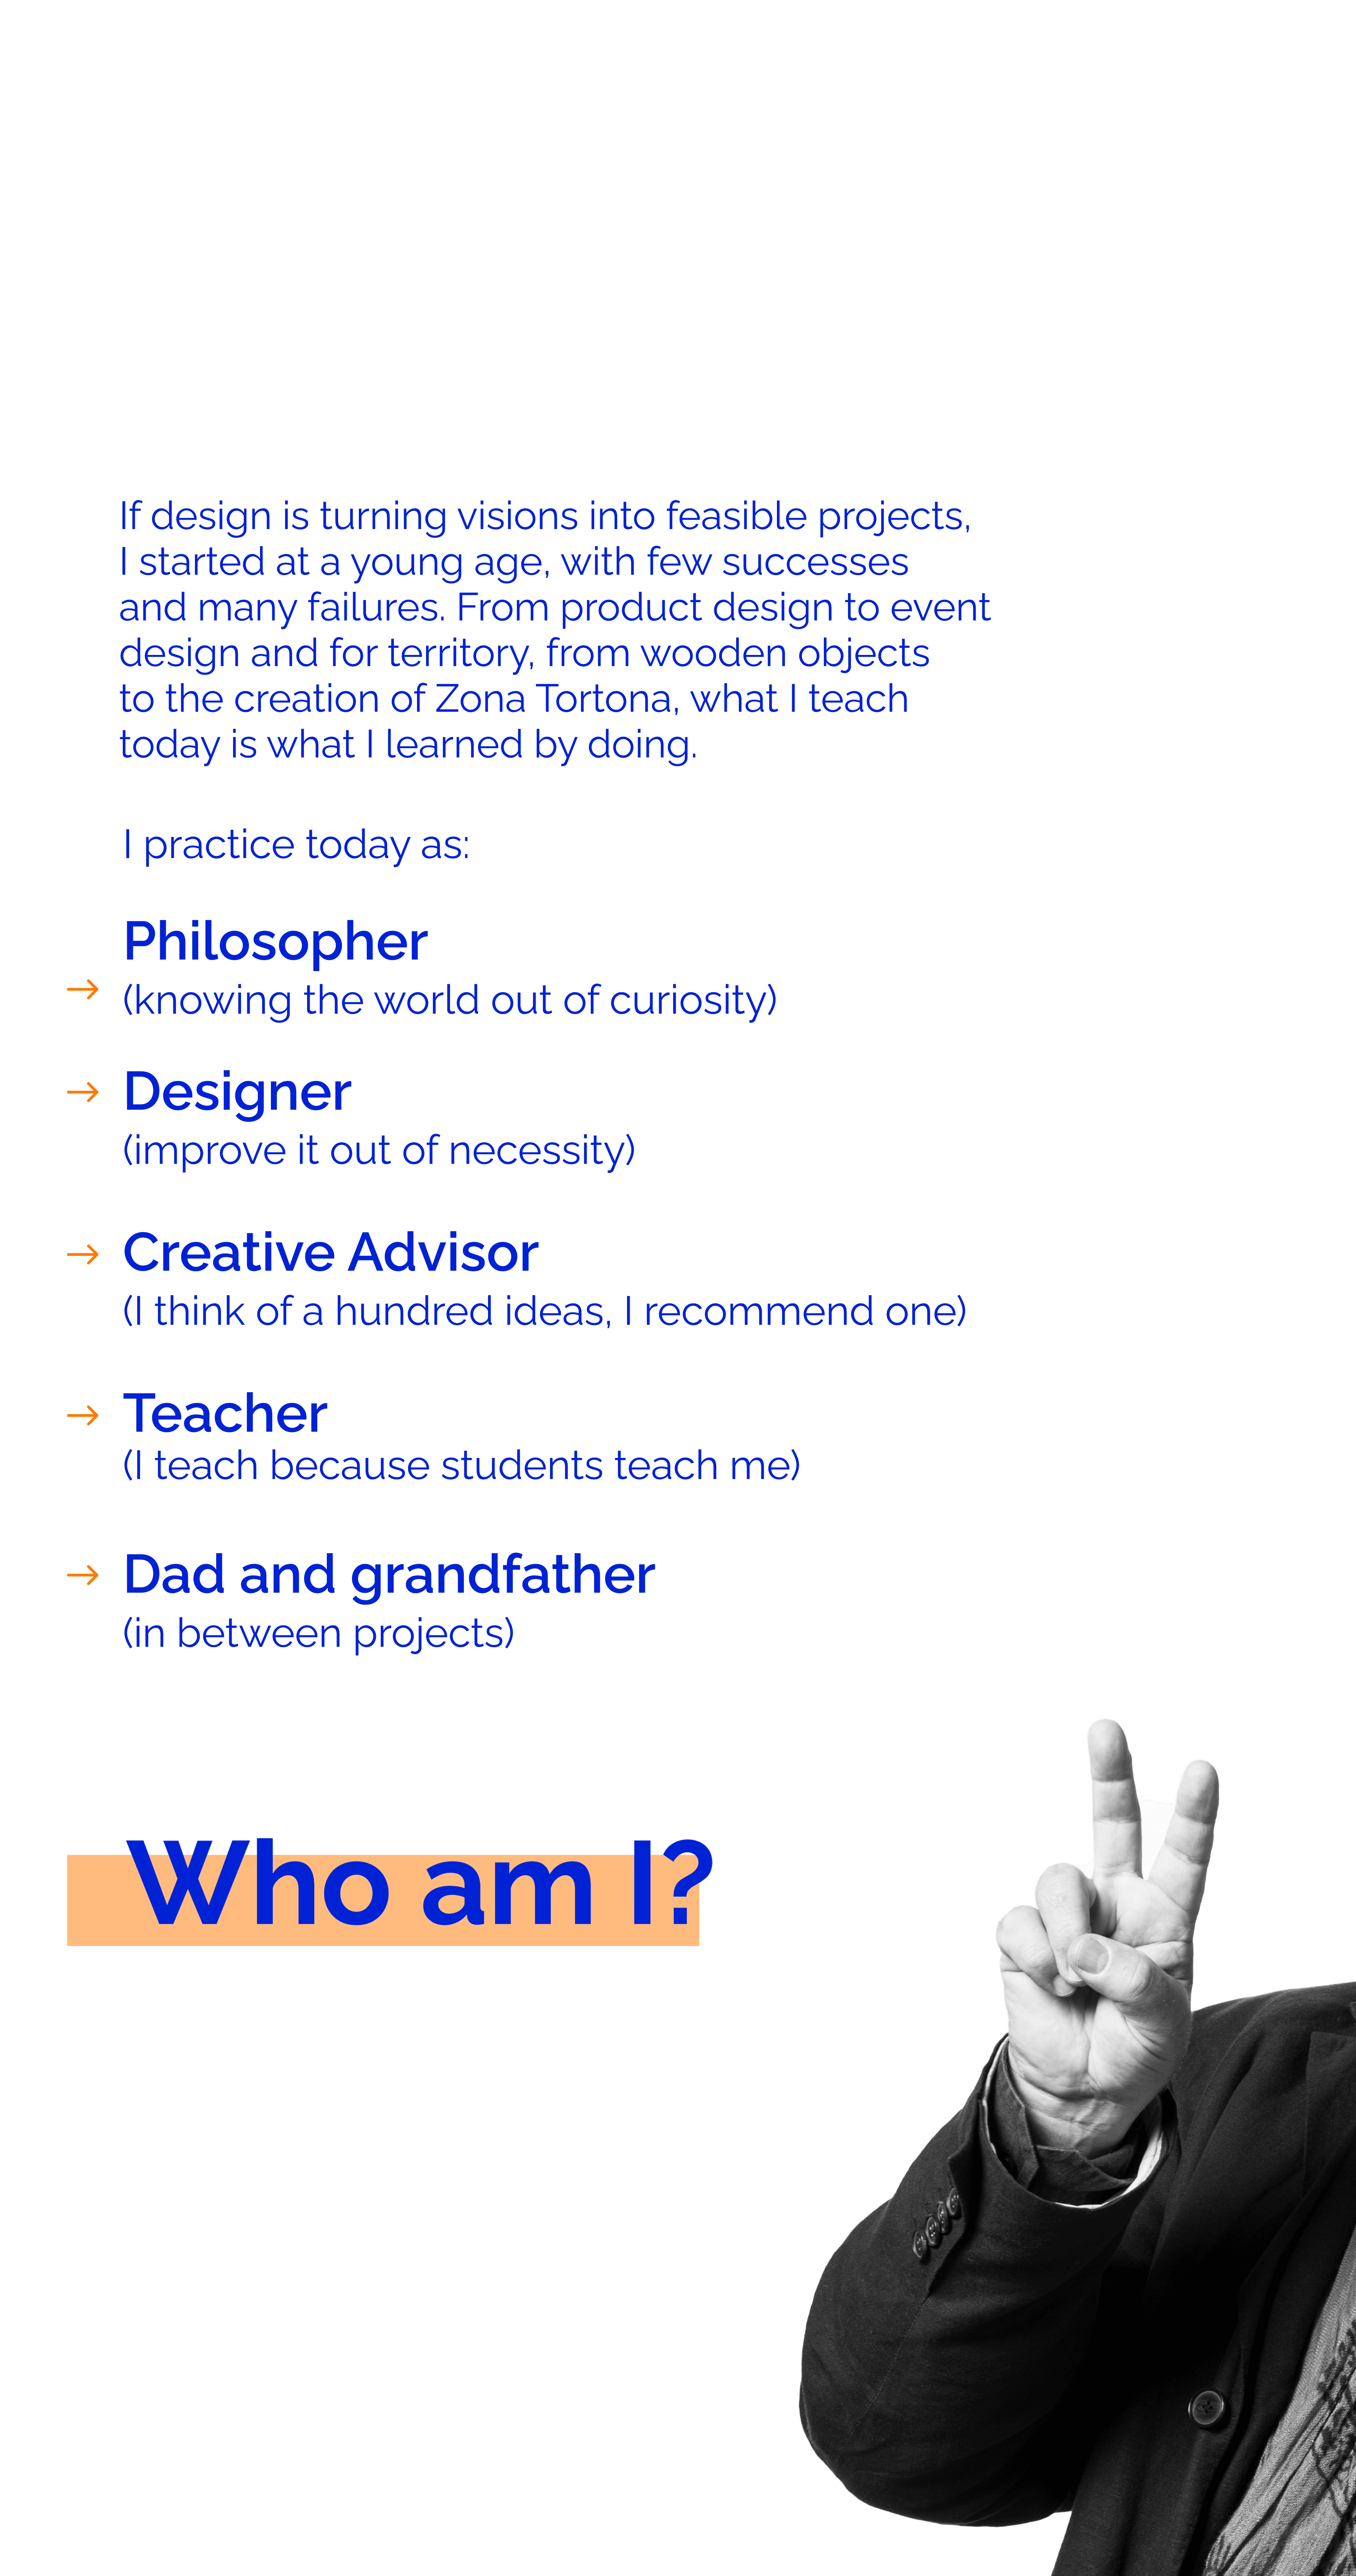 If design is turning visions into feasible projects,
I started at a young age, with few successes
and many failures. From product design to event
design and for territory, from wooden objects
to the creation of Zona Tortona, what I teach
today is what I learned by doing.
I practice today as:
Philosopher
(knowing the world out of curiosity)
Designer
(improve it out of necessity)
Creative Advisor
(I think of a hundred ideas, I recommend one)
Teacher
(I teach because students teach me)
Dad and grandfather
(in between projects)
Who am I?